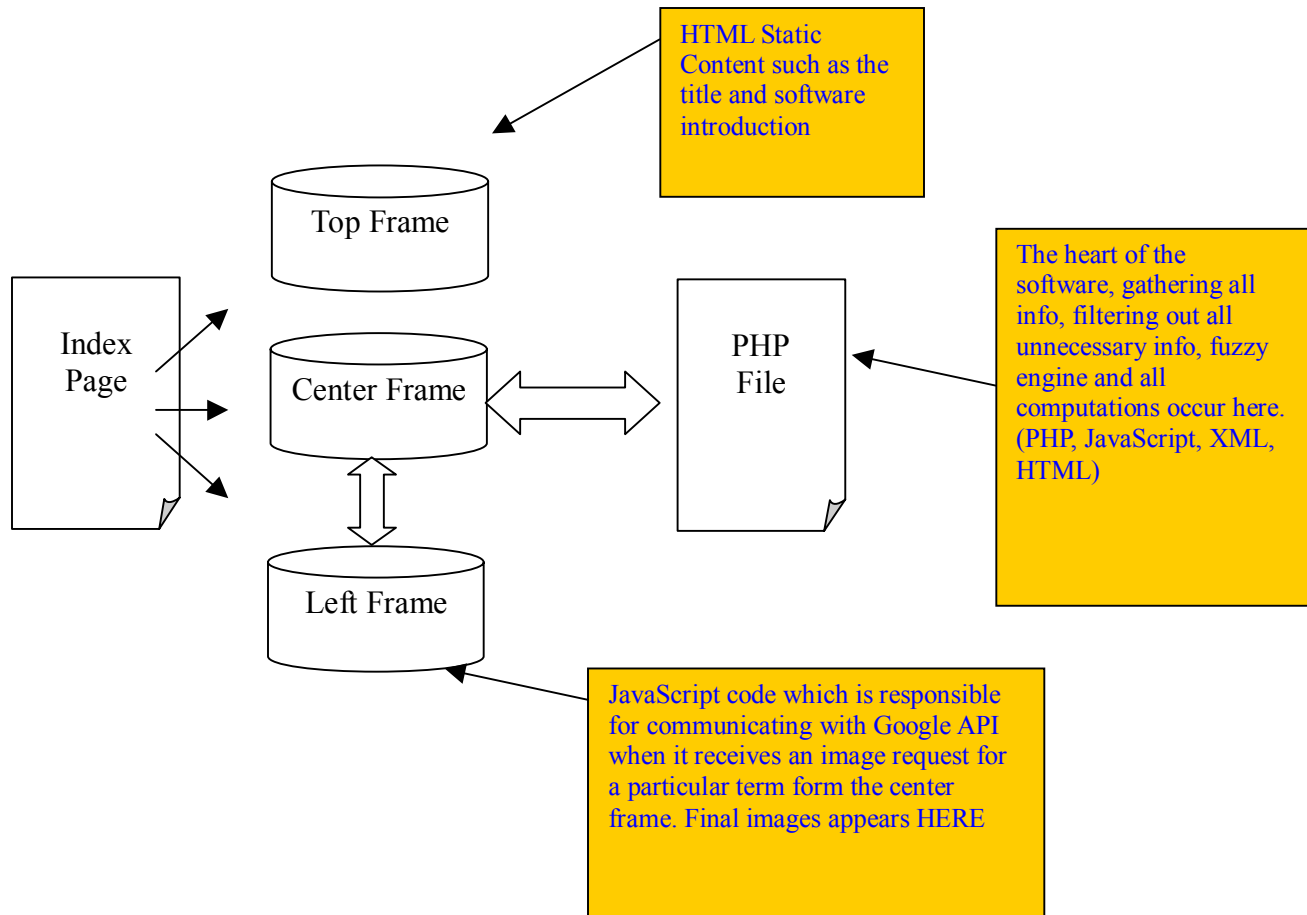 HTML Static
Content such as the
title and software
introduction
Top Frame
The heart of the
software, gathering all
info, filtering out all
unnecessary info, fuzzy
engine and all
computations occur here.
(PHP, JavaScript, XML,
HTML)
Index
Page
Center Frame
PHP
File
Left Frame
JavaScript code which is responsible
for communicating with Google API
when it receives an image request for
a particular term form the center
frame. Final images appears HERE